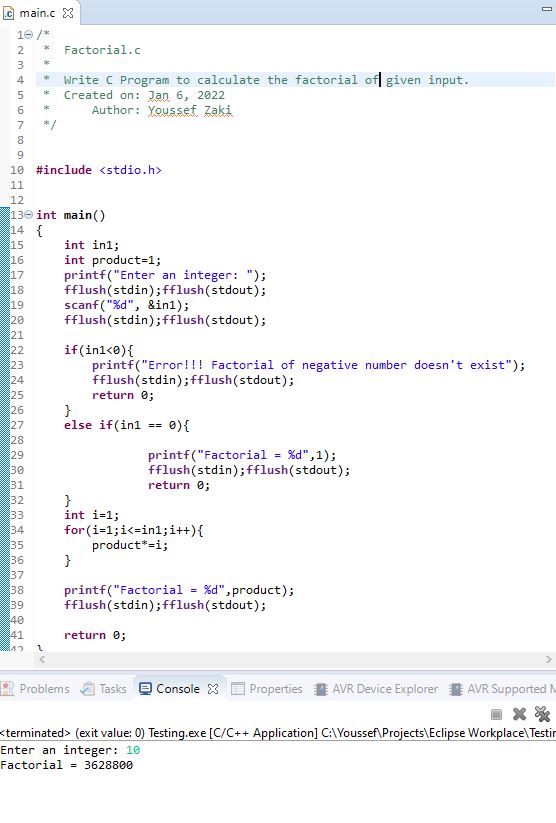 main.c
1 /*
2  *  Factorial.c
3  *
4  *  Write C Program to calculate the factorial of given input.
5  *  Created on: Jan 6, 2022
6  *      Author: Youssef Zaki
7  */
8
9
10 #include <stdio.h>
11
12
13 int main()
14 {
15     int in1;
16     int product=1;
17     printf("Enter an integer: ");
18     fflush(stdin);fflush(stdout);
19     scanf("%d", &in1);
20     fflush(stdin);fflush(stdout);
21
22     if(in1<0){
23         printf("Error!!! Factorial of negative number doesn't exist");
24         fflush(stdin);fflush(stdout);
25         return 0;
26     }
27     else if(in1 == 0){
28
29                 printf("Factorial = %d",1);
30                 fflush(stdin);fflush(stdout);
31                 return 0;
32     }
33     int i=1;
34     for(i=1;i<=in1;i++){
35         product*=i;
36     }
37
38     printf("Factorial = %d",product);
39     fflush(stdin);fflush(stdout);
40
41     return 0;
42 }
Problems Tasks Console Properties AVR Device Explorer AVR Supported M
<terminated> (exit value: 0) Testing.exe [C/C++ Application] C:\Youssef\Projects\Eclipse Workplace\Testin
Enter an integer: 10
Factorial = 3628800